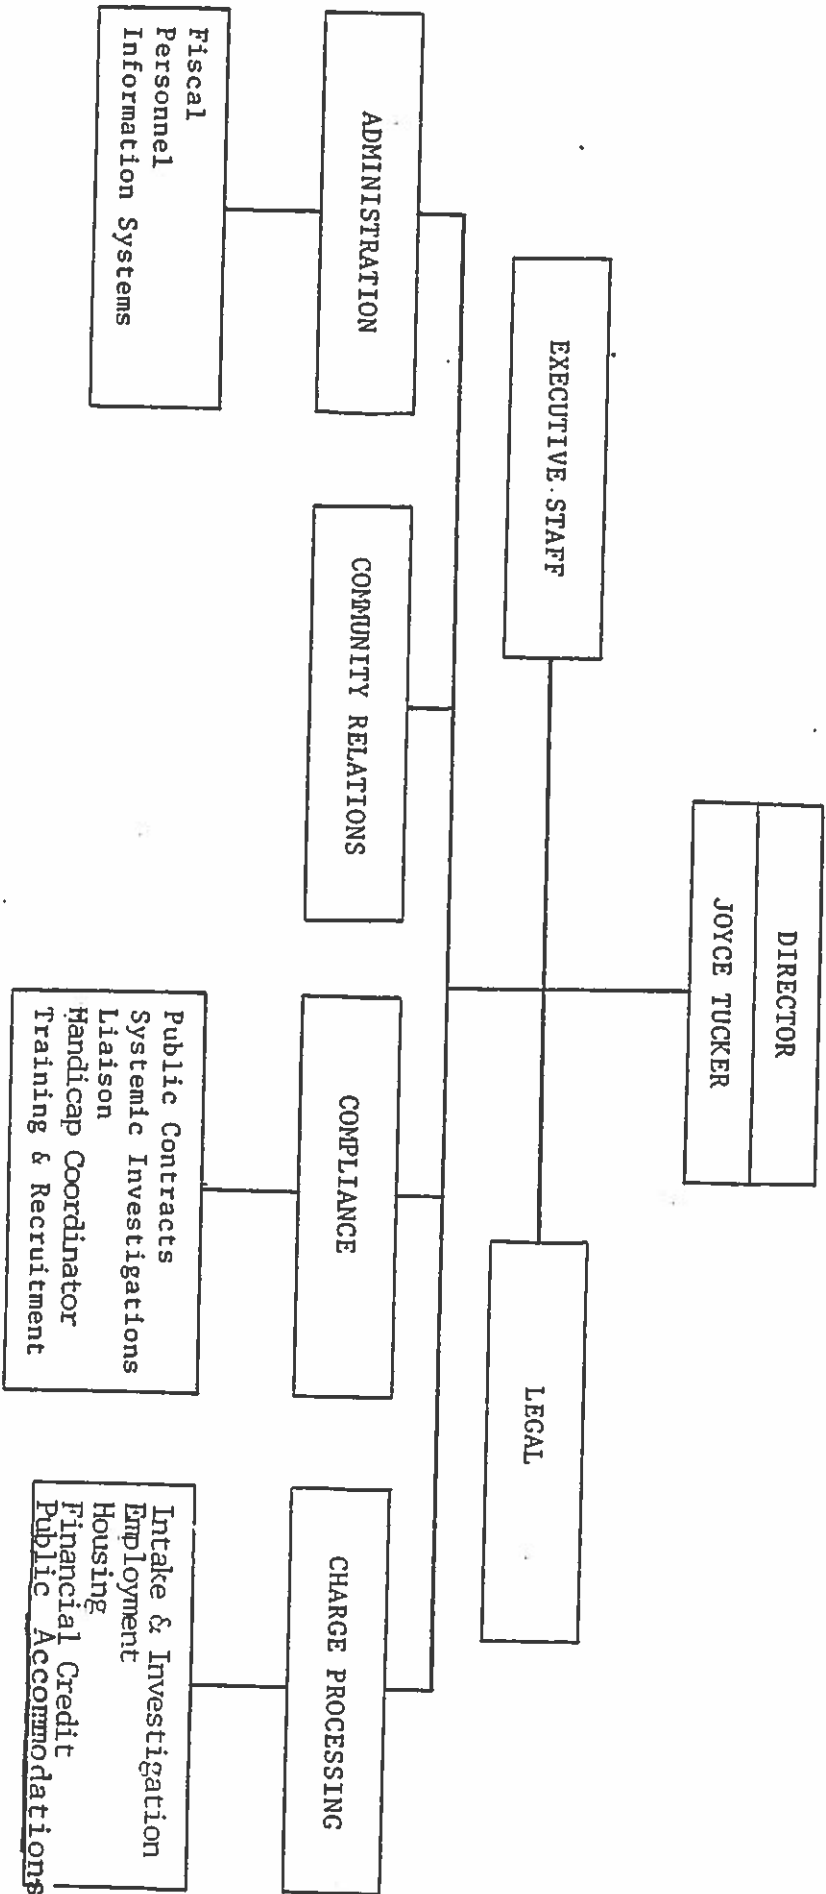 DIRECTOR
JOYCE TUCKER
EXECUTIVE STAFF
LEGAL
ADMINISTRATION
COMMUNITY RELATIONS
COMPLIANCE
CHARGE PROCESSING
Fiscal
Personnel
Information Systems
Public Contracts
Systemic Investigations
Liaison
Handicap Coordinator
Training & Recruitment
Intake & Investigation
Employment
Housing
Financial Credit
Public Accommodations